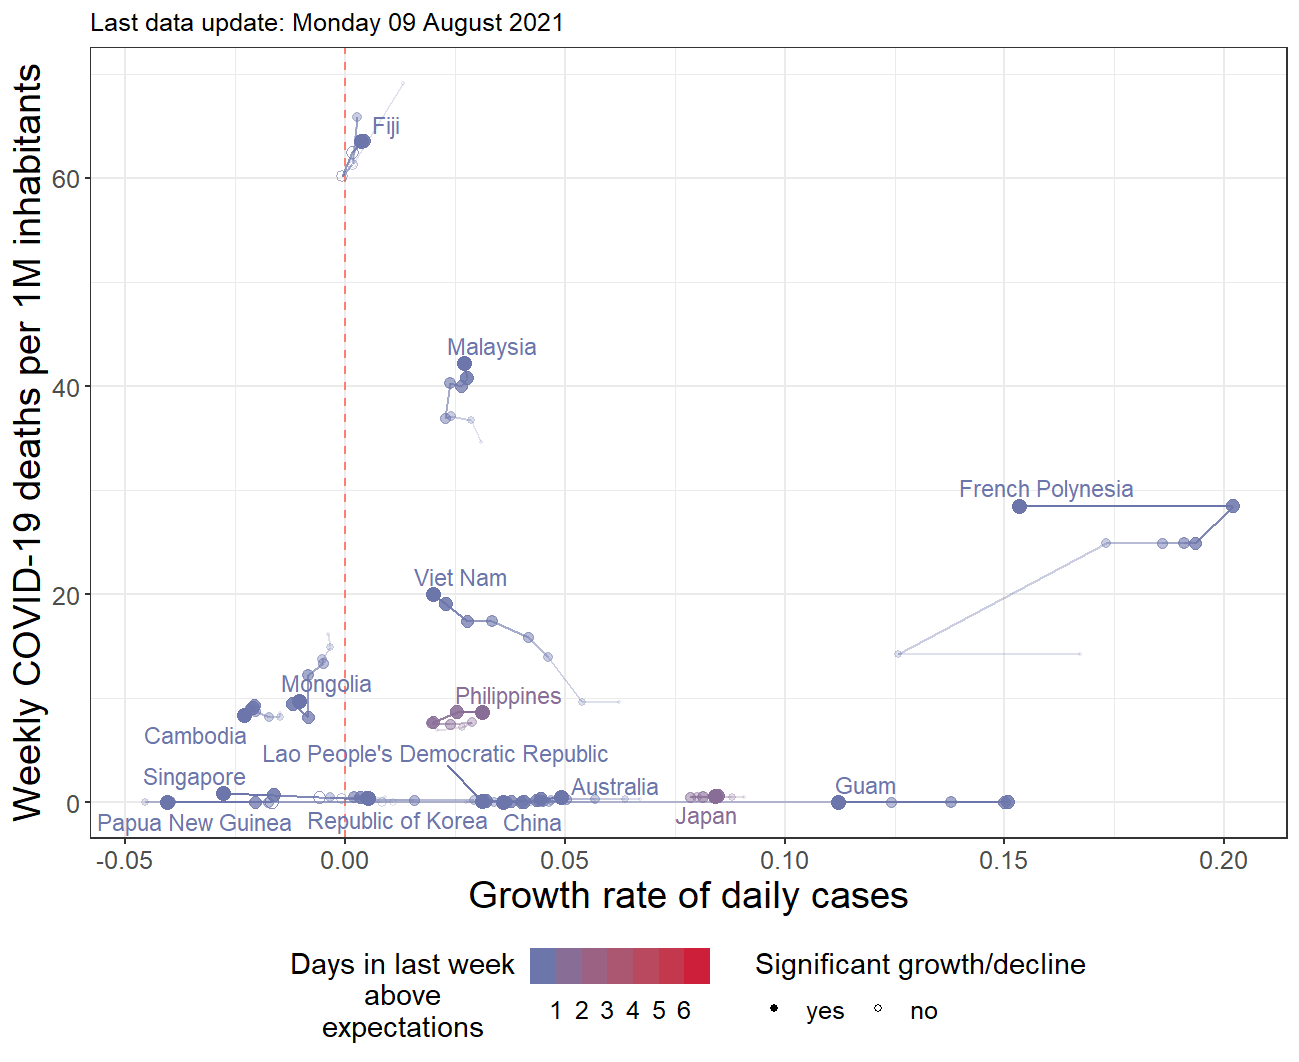 Last data update: Monday 09 August 2021
Weekly COVID-19 deaths per 1M inhabitants
60
40
20
0
Fiji
Malaysia
French Polynesia
Viet Nam
Mongolia
Philippines
Cambodia
Lao People's Democratic Republic
Singapore
Australia
Guam
Papua New Guinea
Republic of Korea
China
Japan
-0.05 0.00 0.05 0.10 0.15 0.20
Growth rate of daily cases
Days in last week
above
expectations
1 2 3 4 5 6
Significant growth/decline
yes no